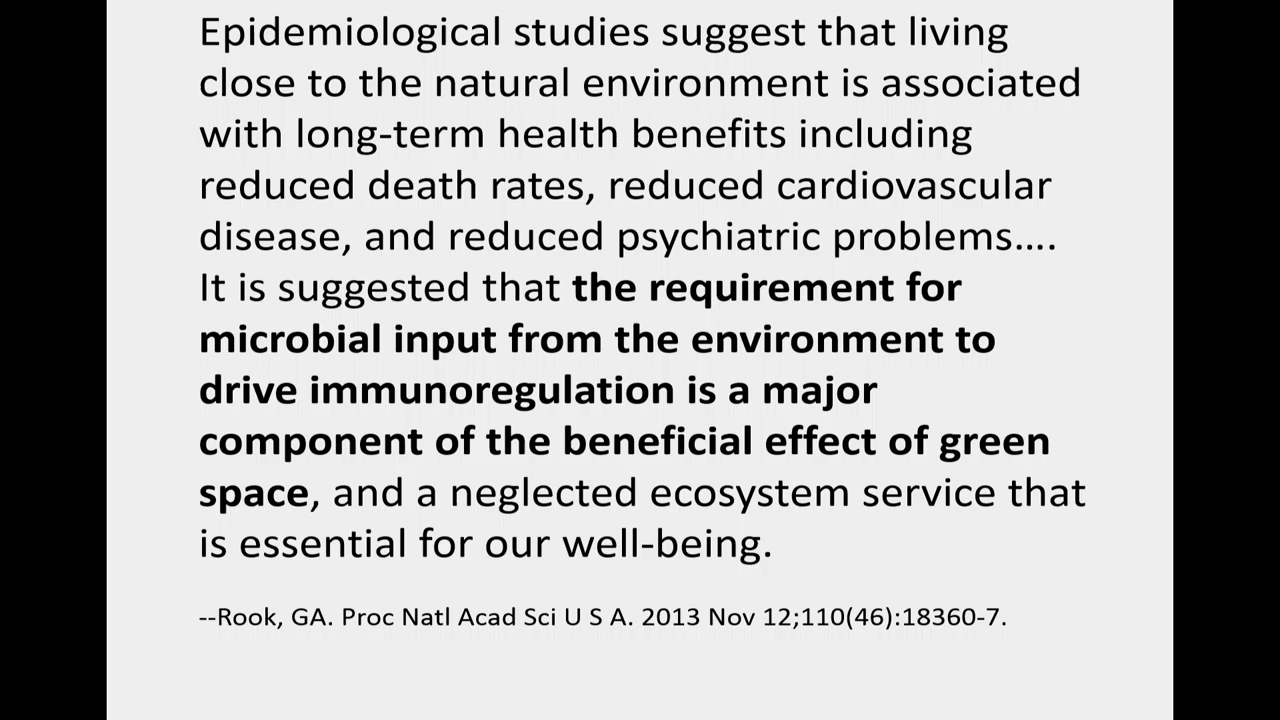 Epidemiological studies suggest that living
close to the natural environment is associated
with long-term health benefits including
reduced death rates, reduced cardiovascular
disease, and reduced psychiatric problems....
It is suggested that the requirement for
microbial input from the environment to
drive immunoregulation is a major
component of the beneficial effect of green
space, and a neglected ecosystem service that
is essential for our well-being.
--Rook, GA. Proc Natl Acad Sci U S A. 2013 Nov 12;110(46):18360-7.